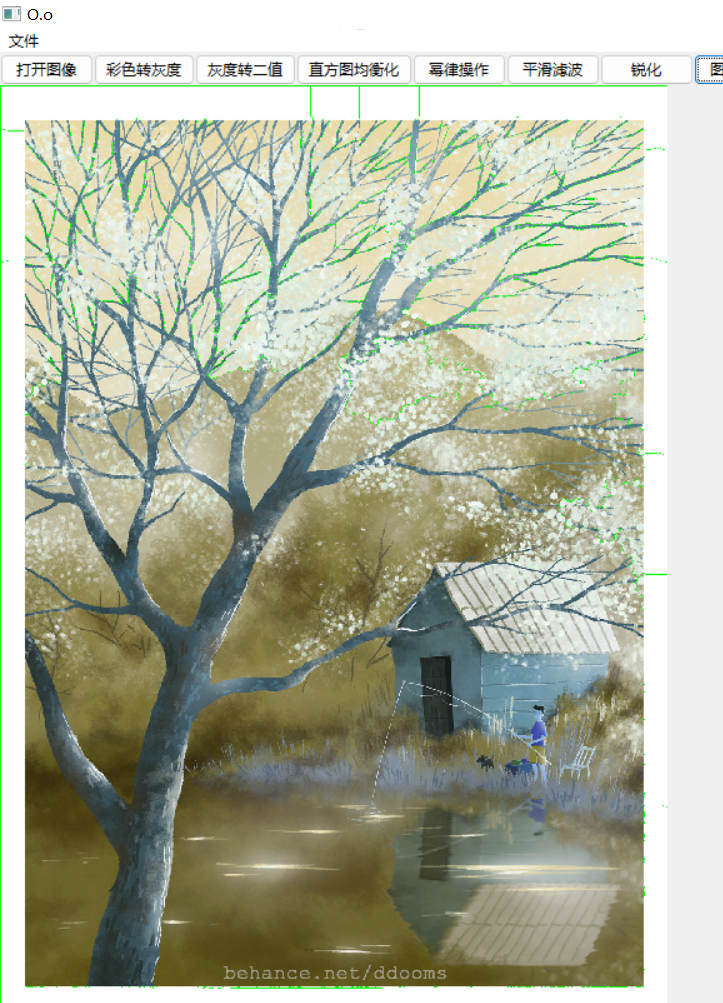 O.o
文件
打开图像 彩色转灰度 灰度转二值 直方图均衡化 幂律操作 平滑滤波 锐化 图
behance.net/ddooms